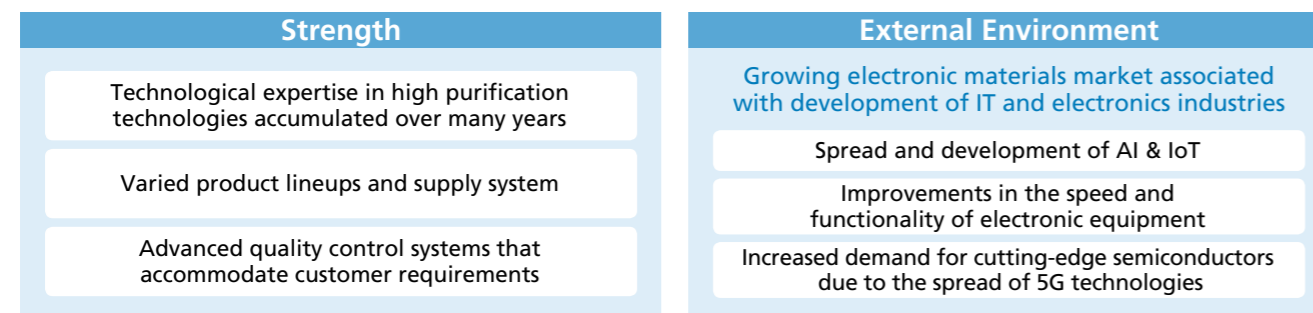 Strength
Technological expertise in high purification
technologies accumulated over many years
Varied product lineups and supply system
Advanced quality control systems that
accommodate customer requirements
External Environment
Growing electronic materials market associated
with development of IT and electronics industries
Spread and development of AI & IoT
Improvements in the speed and
functionality of electronic equipment
Increased demand for cutting-edge semiconductors
due to the spread of 5G technologies